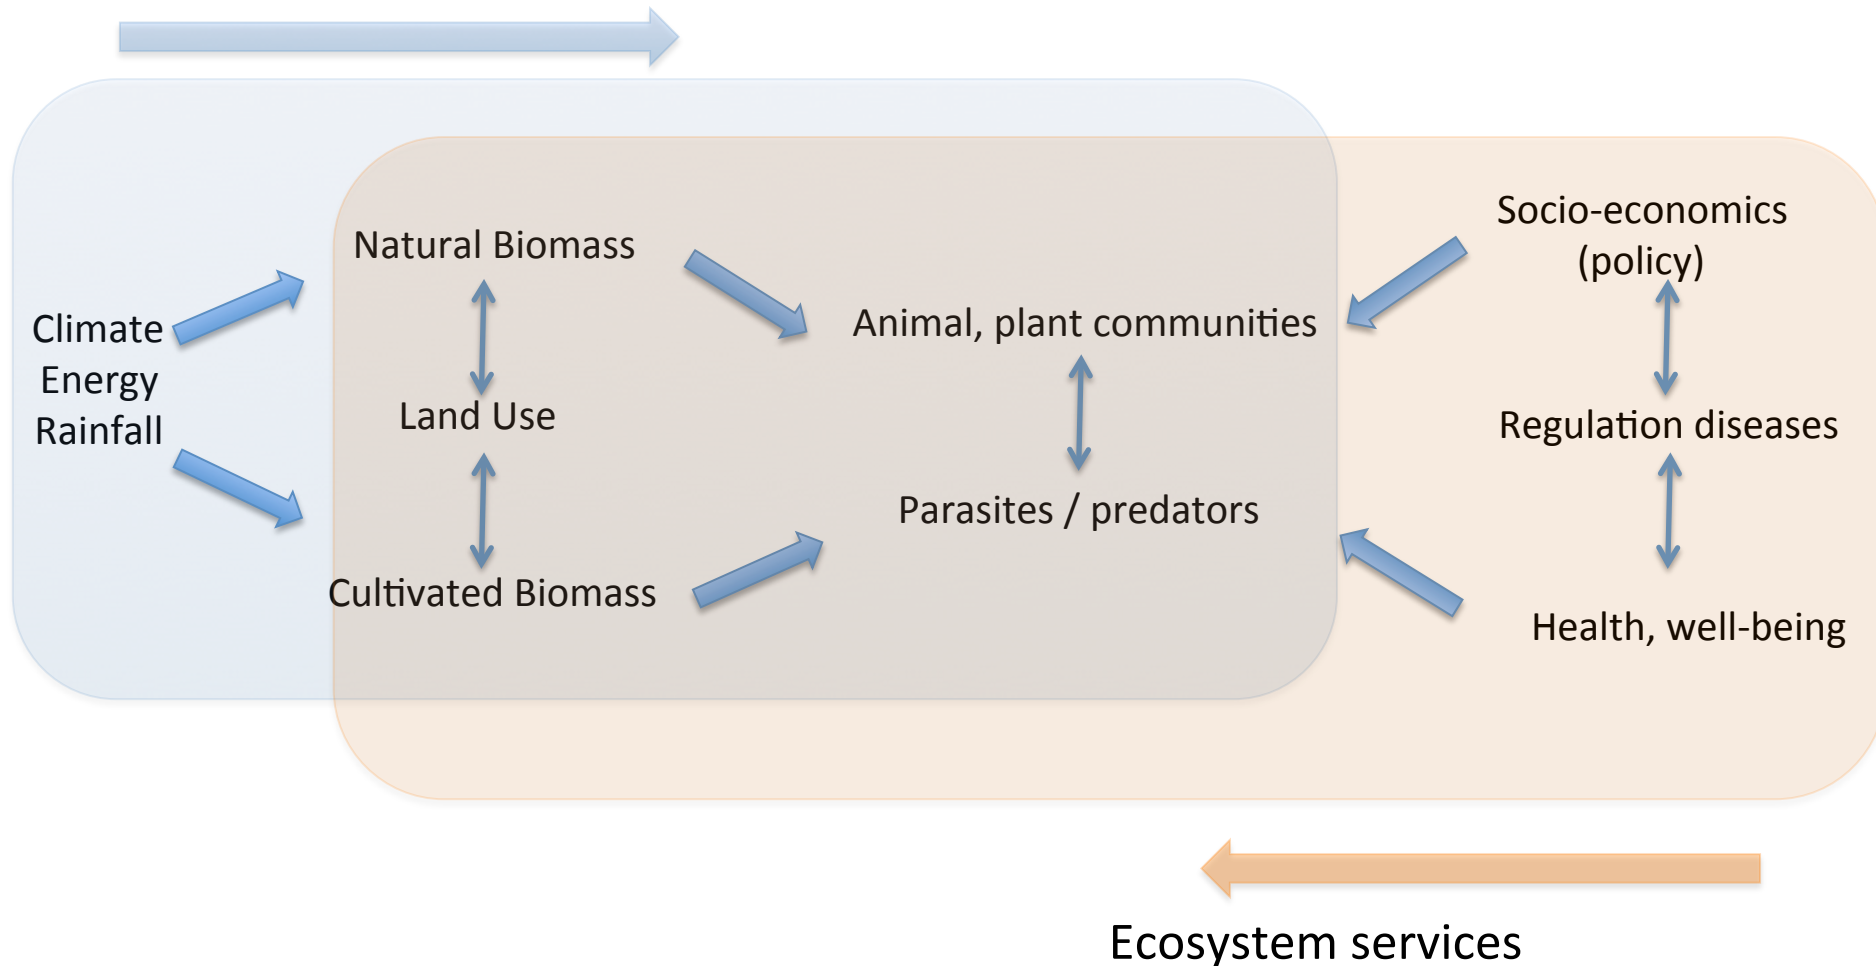 Climate
Energy
Rainfall
Natural Biomass
Land Use
Cultivated Biomass
Animal, plant communities
Parasites / predators
Socio-economics
(policy)
Regulation diseases
Health, well-being
Ecosystem services